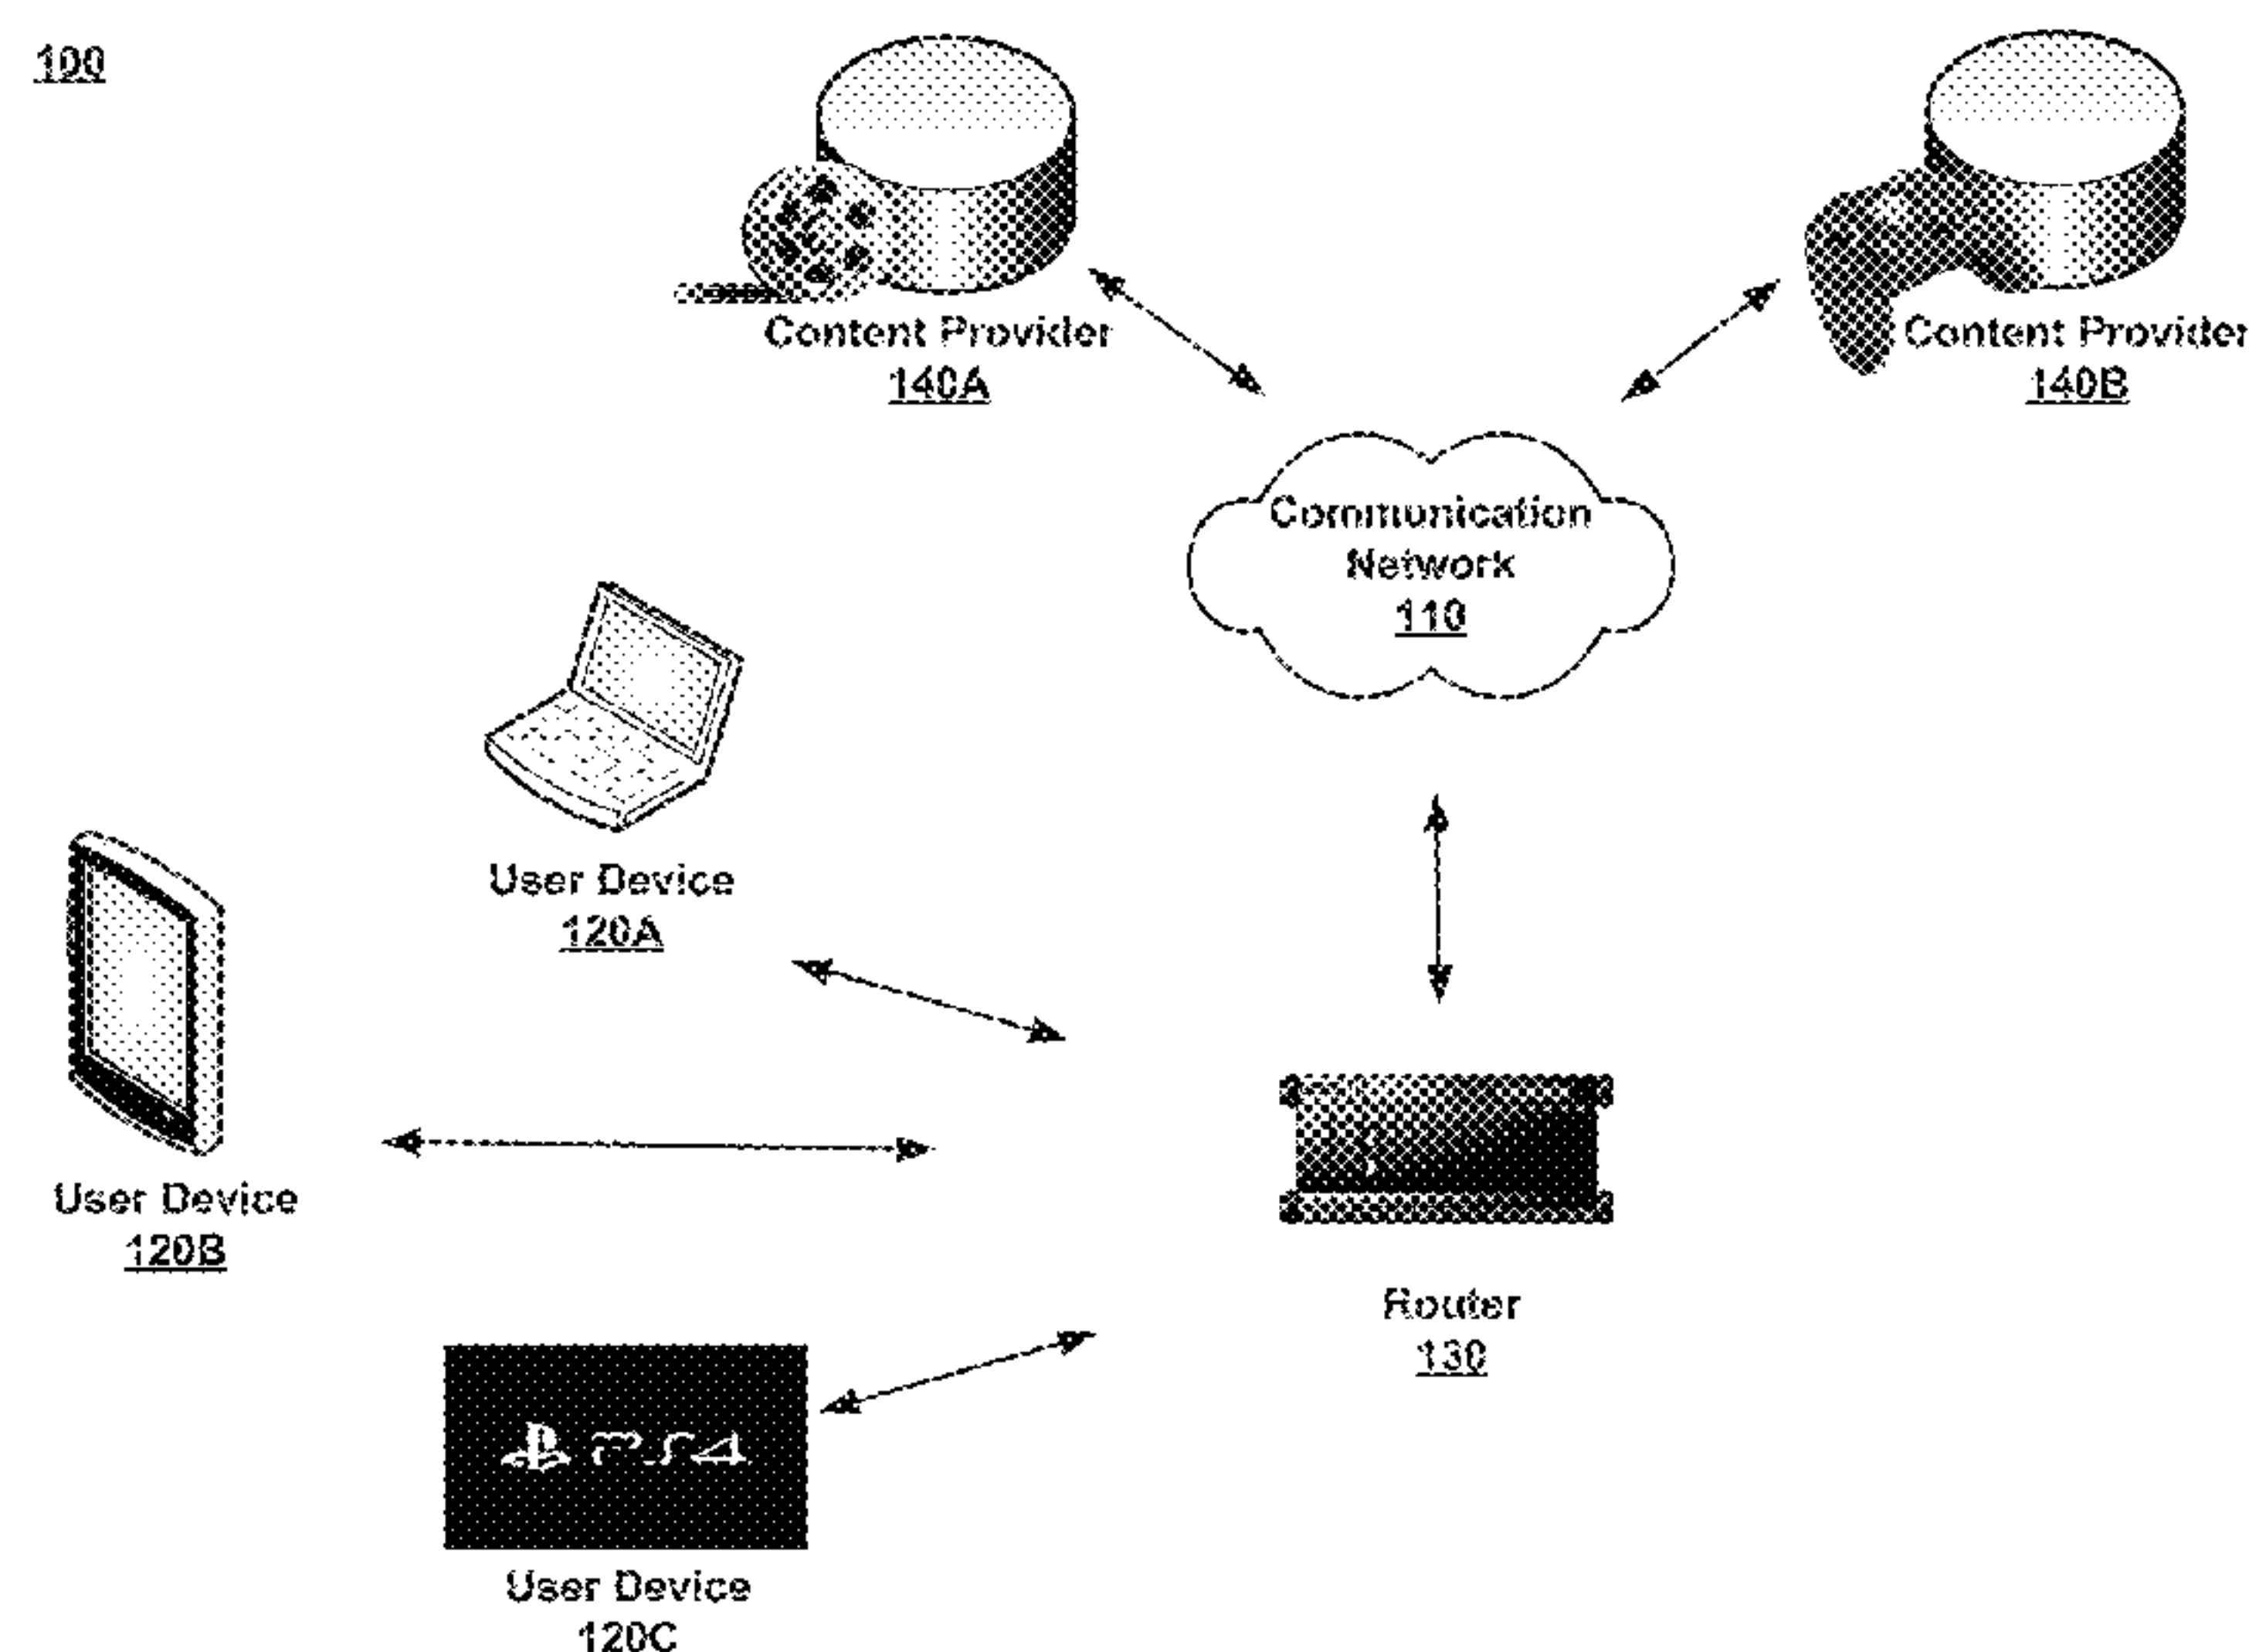 100
Content Provider
140A
Content Provider
140B
Communication
Network
110
User Device
120A
User Device
120B
Router
130
PS4
User Device
120C